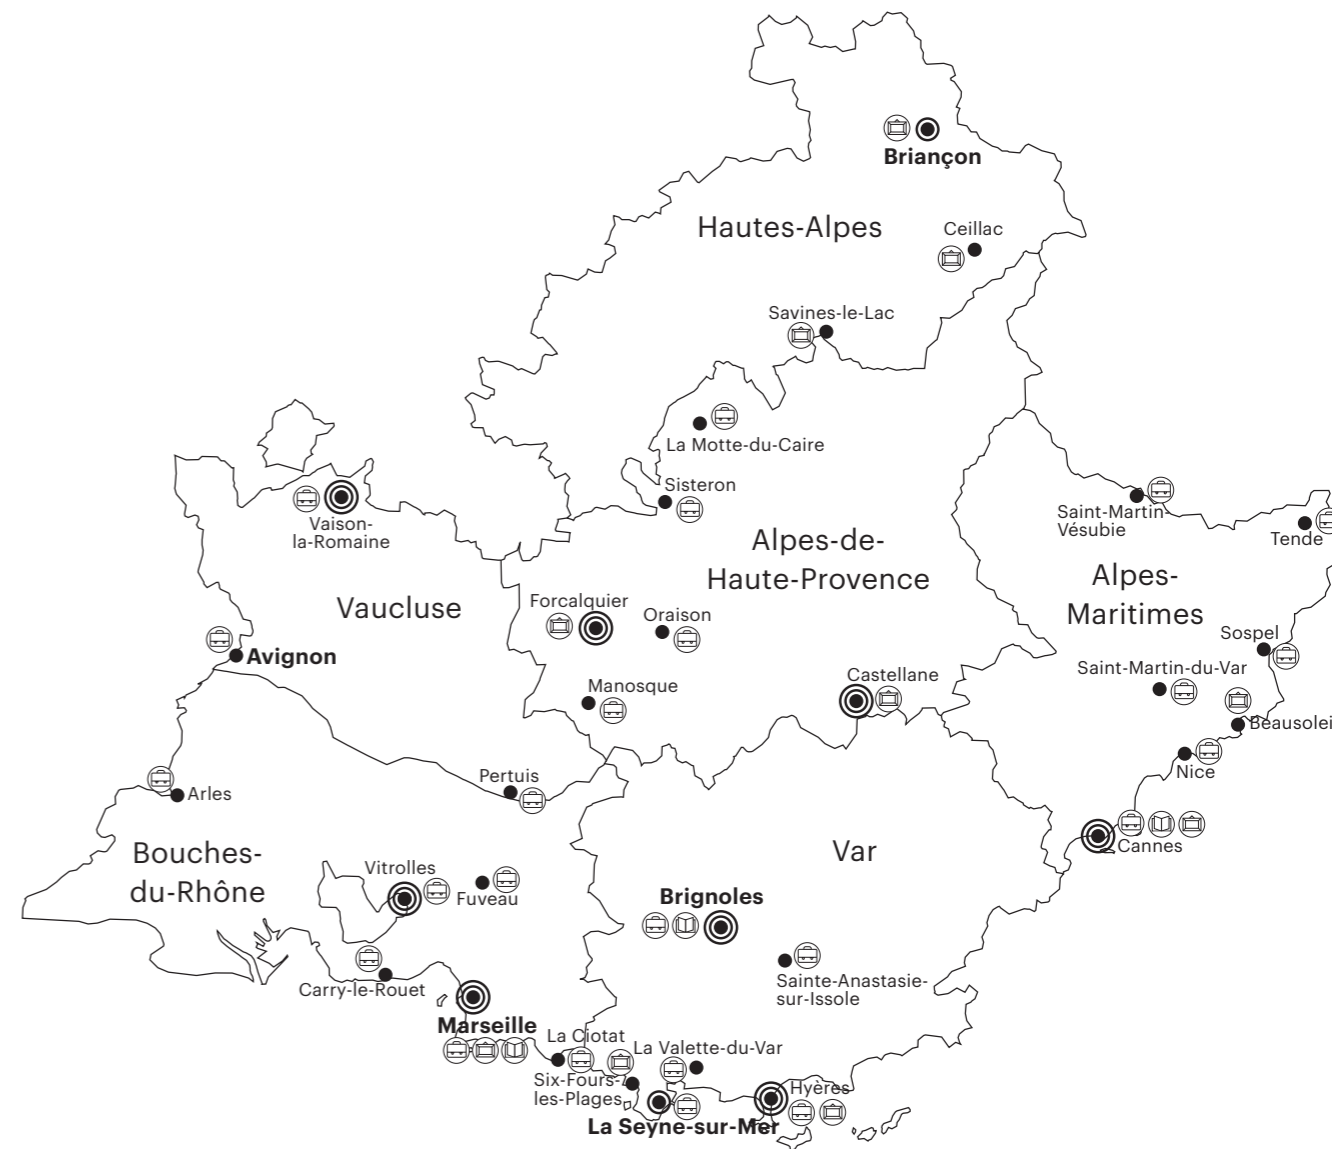 Briançon
Hautes-Alpes
Ceillac
Savines-le-Lac
La Motte-du-Caire
Sisteron
Vaison-
la-Romaine
Saint-Martin-
Vésubie
Tende
Alpes-de-
Haute-Provence
Alpes-
Maritimes
Vaucluse
Forcalquier
Oraison
Sospel
Avignon
Saint-Martin-du-Var
Castellane
Manosque
Beausolei
Nice
Pertuis
Arles
Cannes
Bouches-
du-Rhône
Var
Vitrolles
Fuveau
Brignoles
Sainte-Anastasie-
sur-Issole
Carry-le-Rouet
Marseille
La Ciotat
La Valette-du-Var
Six-Fours-
les-Plages
Hyères
La Seyne-sur-Mer